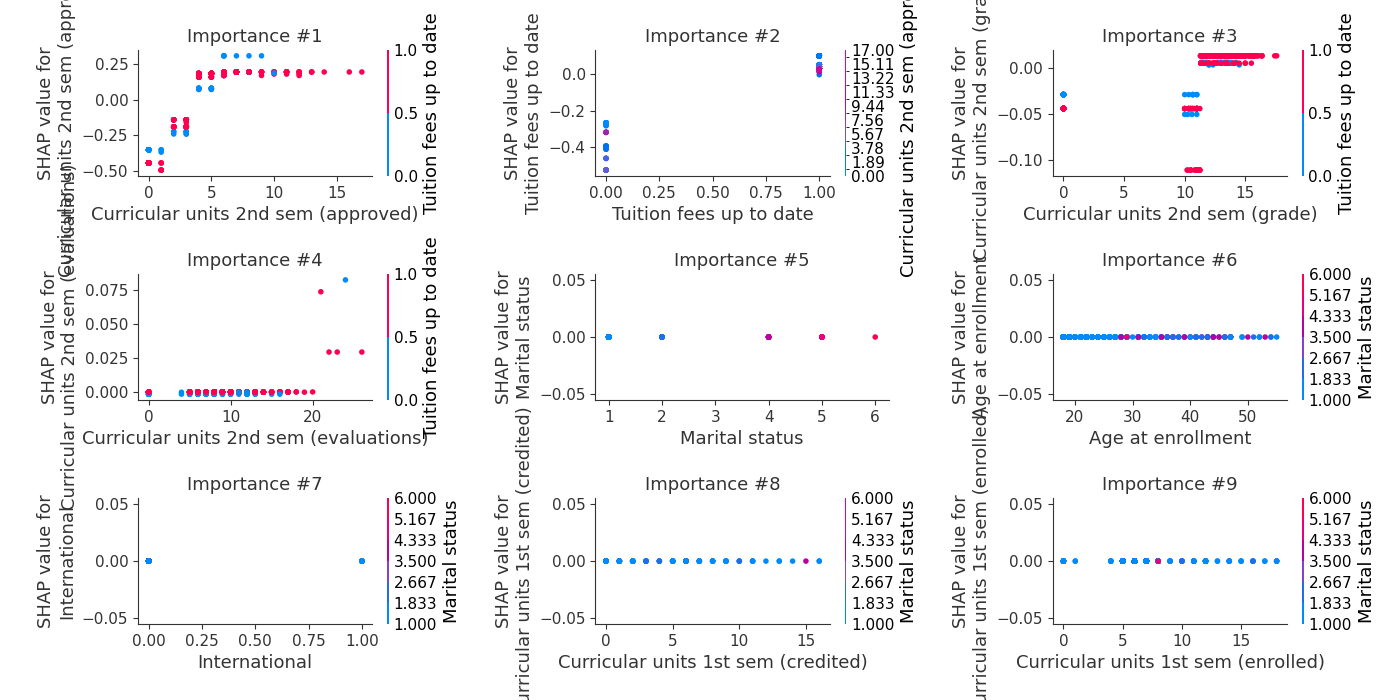 Importance #1
SHAP value for
Curricular units 2nd sem (appro
0.25
0.00
−0.25
−0.50
0
5
10
15
Curricular units 2nd sem (approved)
1.0
0.5
0.0
Tuition fees up to date
Importance #2
SHAP value for
Tuition fees up to date
0.0
−0.2
−0.4
0.00
0.25
0.50
0.75
1.00
Tuition fees up to date
17.00
15.11
13.22
11.33
9.44
7.56
5.67
3.78
1.89
0.00
Curricular units 2nd sem (appro
Importance #3
SHAP value for
Curricular units 2nd sem (gra
0.00
−0.05
−0.10
0
5
10
15
Curricular units 2nd sem (grade)
1.0
0.5
0.0
Tuition fees up to date
Importance #4
SHAP value for
Curricular units 2nd sem (evaluations)
0.075
0.050
0.025
0.000
0
10
20
Curricular units 2nd sem (evaluations)
1.0
0.5
0.0
Tuition fees up to date
Importance #5
SHAP value for
Marital status
0.05
0.00
−0.05
1
2
3
4
5
6
Marital status
Importance #6
SHAP value for
Age at enrollment
0.05
0.00
−0.05
20
30
40
50
Age at enrollment
6.000
5.167
4.333
3.500
2.667
1.833
1.000
Marital status
Importance #7
SHAP value for
International
0.05
0.00
−0.05
0.00
0.25
0.50
0.75
1.00
International
6.000
5.167
4.333
3.500
2.667
1.833
1.000
Marital status
Importance #8
SHAP value for
urricular units 1st sem (credited)
0.05
0.00
−0.05
0
5
10
15
Curricular units 1st sem (credited)
6.000
5.167
4.333
3.500
2.667
1.833
1.000
Marital status
Importance #9
SHAP value for
urricular units 1st sem (enrolled)
0.05
0.00
−0.05
0
5
10
15
Curricular units 1st sem (enrolled)
6.000
5.167
4.333
3.500
2.667
1.833
1.000
Marital status